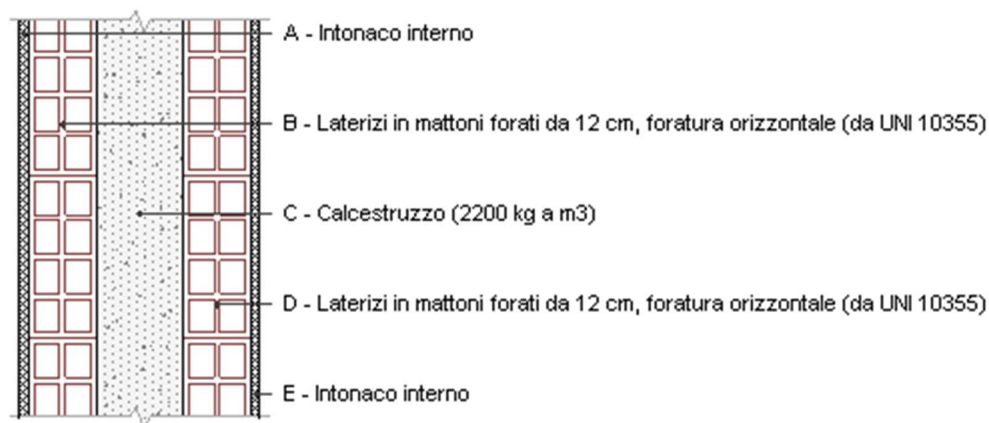 A - Intonaco interno
B - Laterizi in mattoni forati da 12 cm, foratura orizzontale (da UNI 10355)
C - Calcestruzzo (2200 kg a m3)
D - Laterizi in mattoni forati da 12 cm, foratura orizzontale (da UNI 10355)
E - Intonaco interno